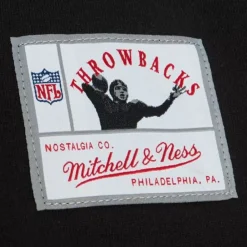 THROWBACKS
NFL
NOSTALGIA CO.
Mitchell & Ness
PHILADELPHIA, PA.